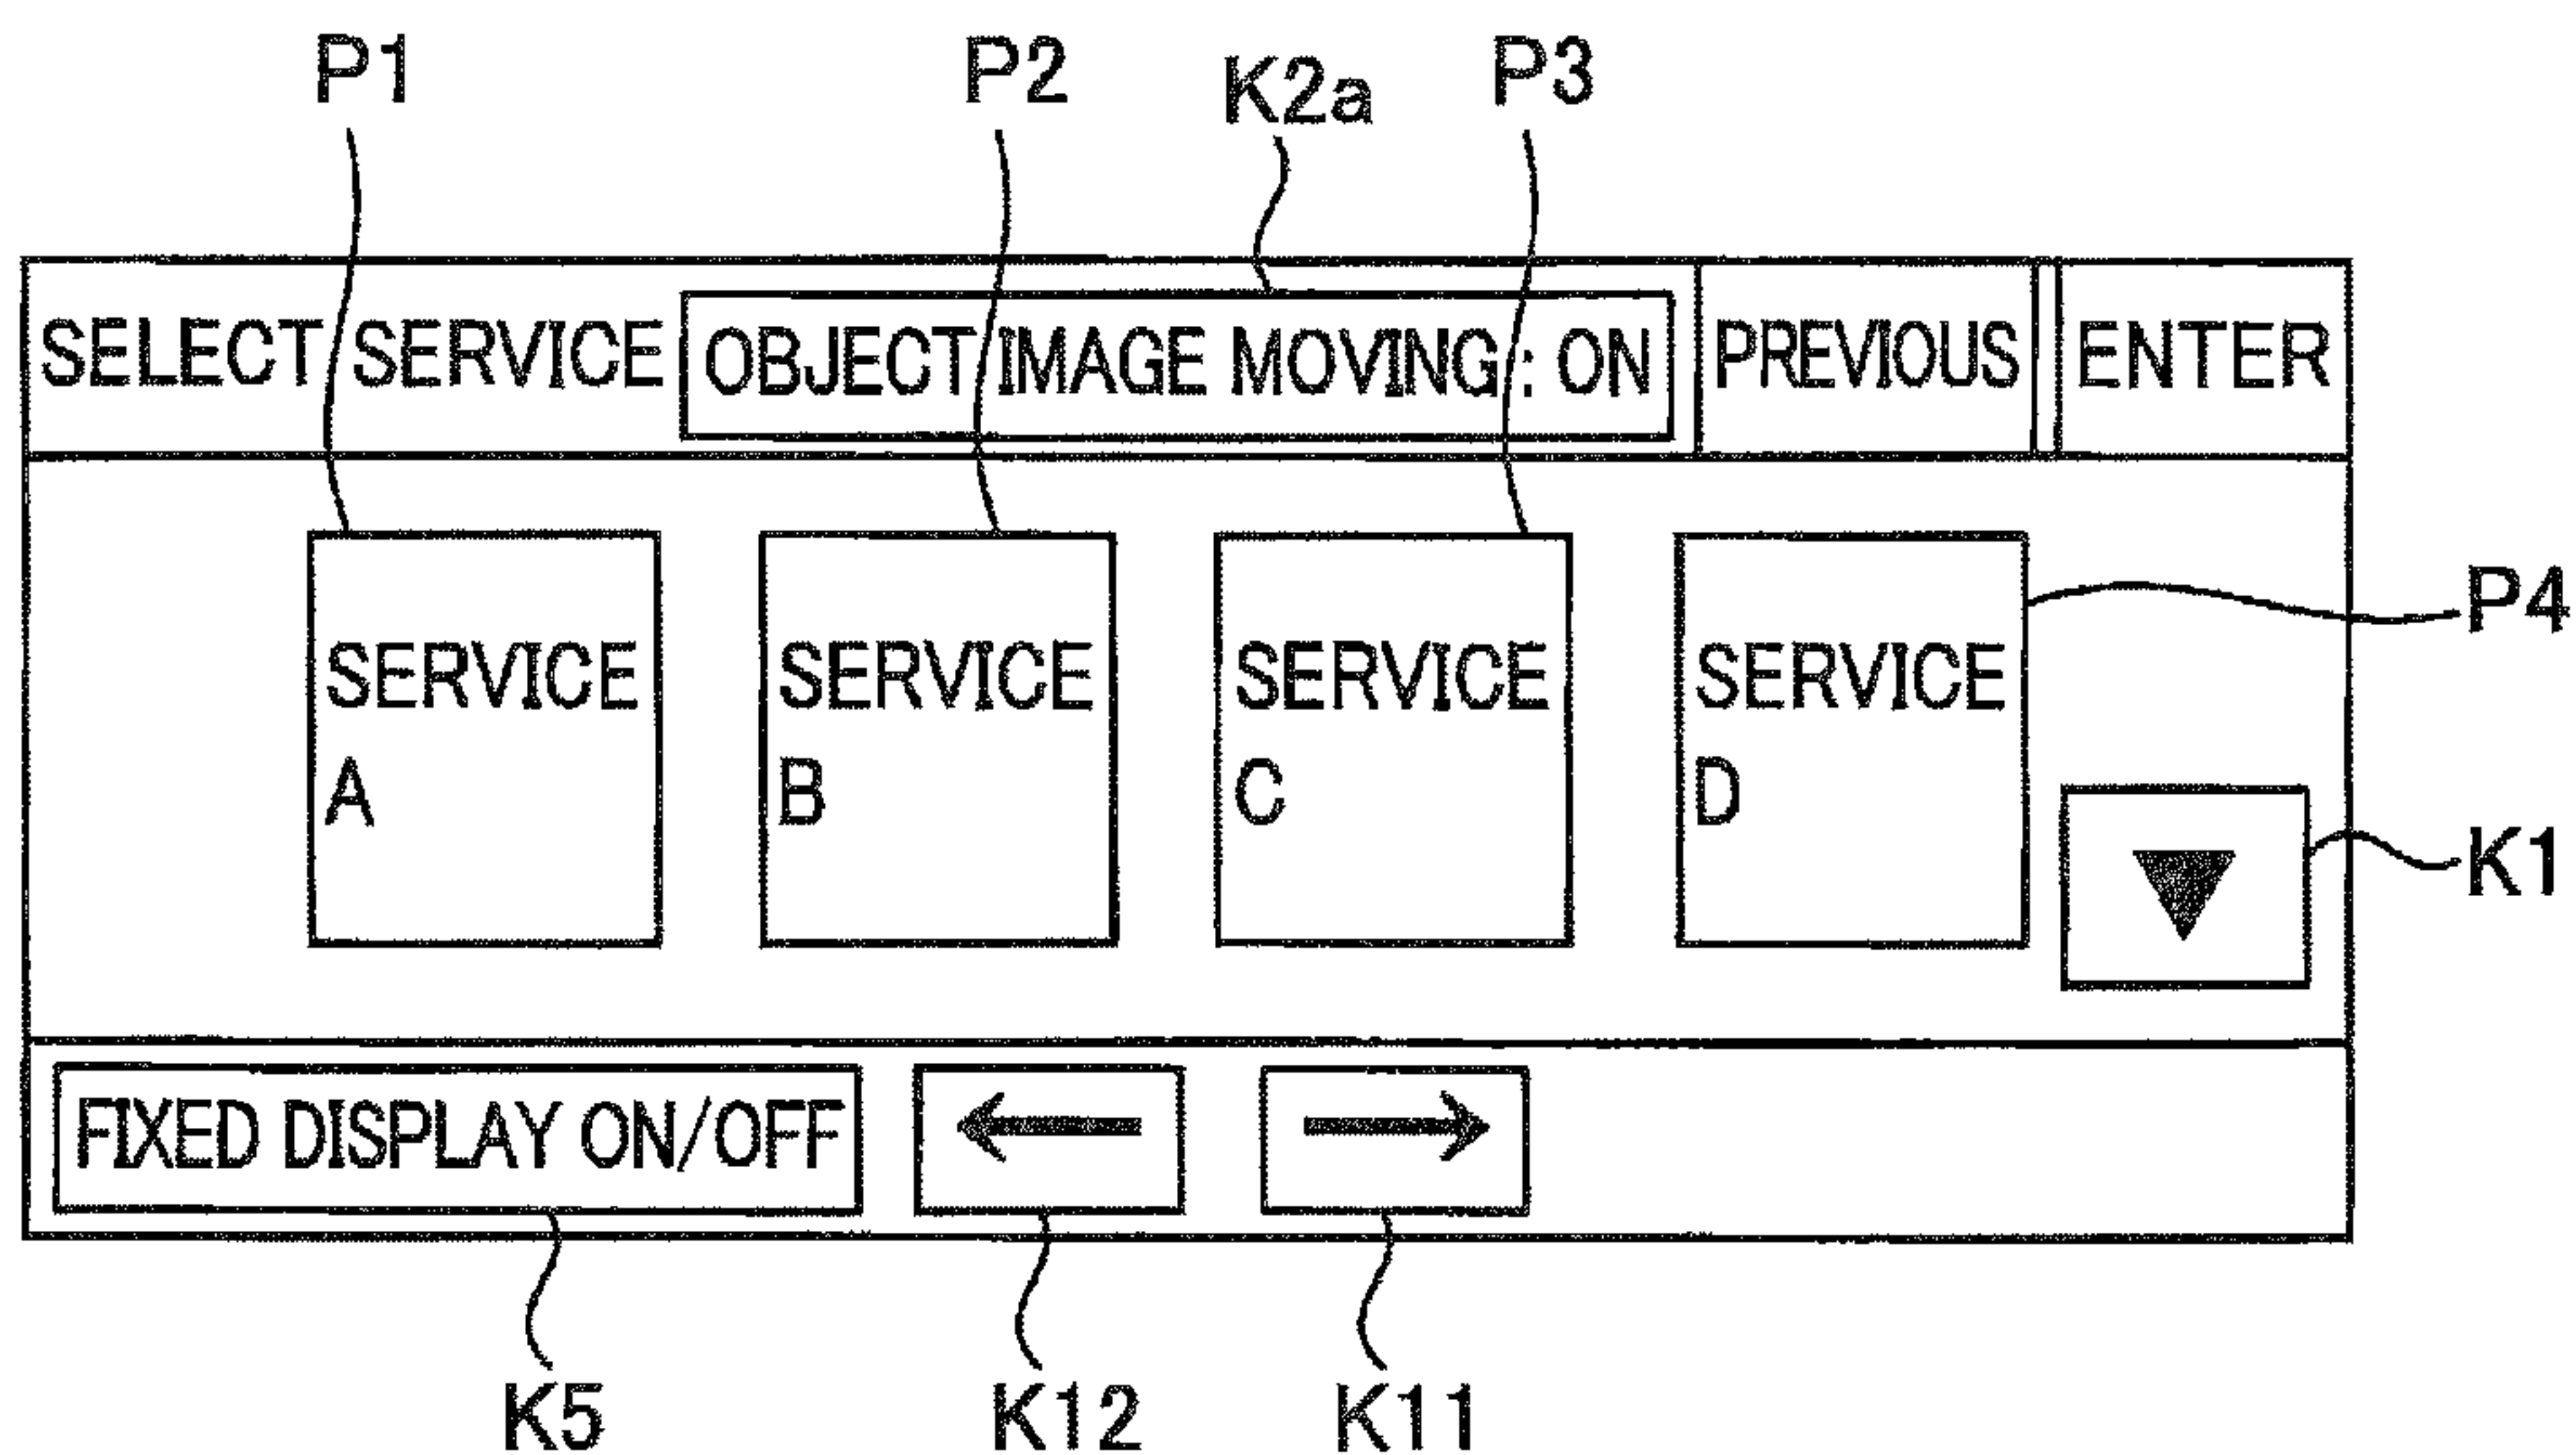 P1 P2 K2a P3
SELECT SERVICE OBJECT IMAGE MOVING : ON PREVIOUS ENTER
SERVICE A
SERVICE B
SERVICE C
SERVICE D
P4
K1
FIXED DISPLAY ON/OFF
K5 K12 K11